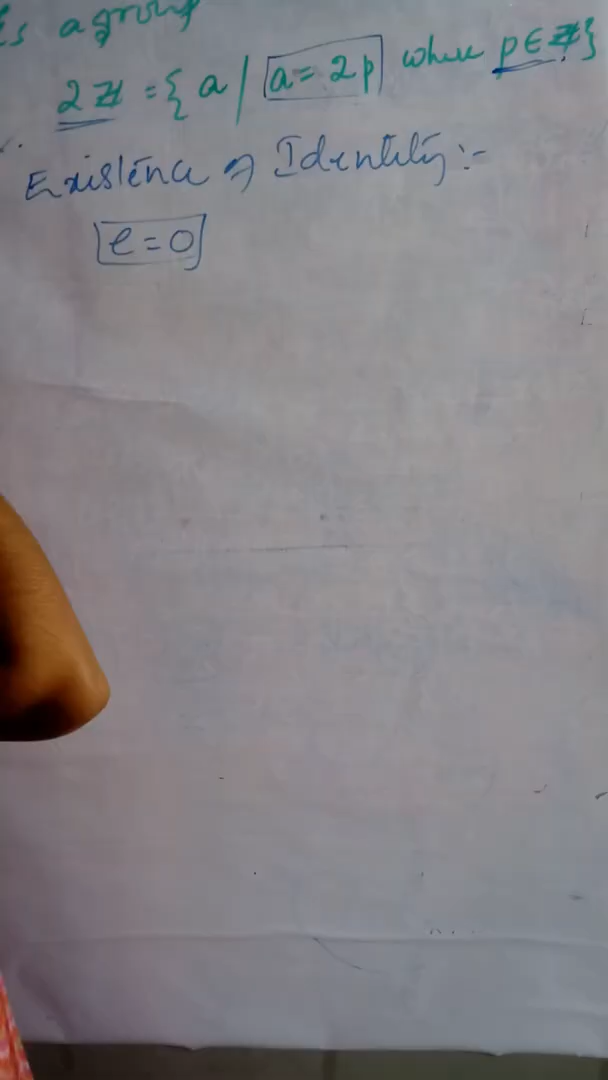 is a group
2ℤ = { a / a = 2p where p ∈ ℤ }
Existence of Identity :-
e = 0